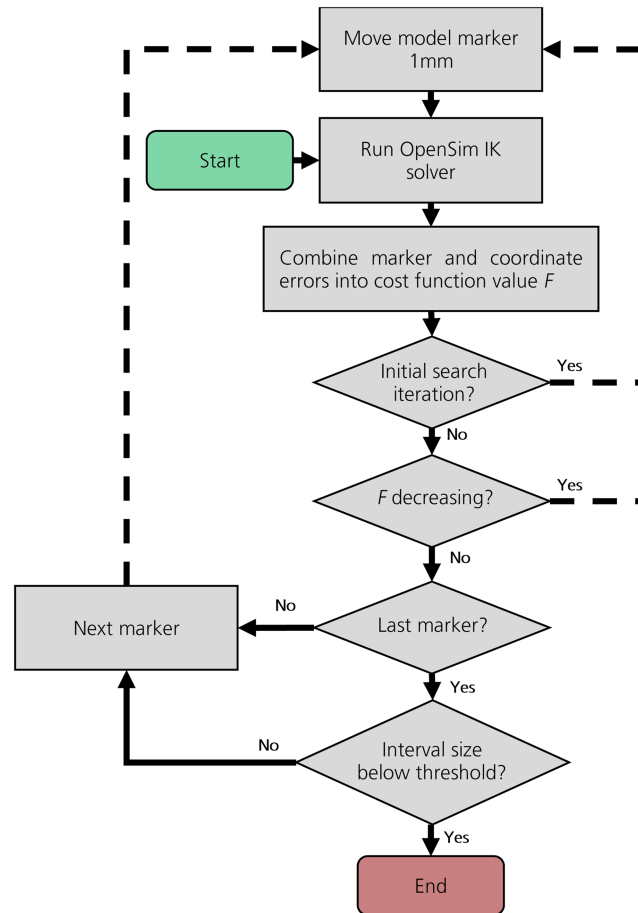 Move model marker
1mm
Start
Run OpenSim IK
solver
Combine marker and coordinate
errors into cost function value F
Initial search
iteration?
Yes
No
F decreasing?
Yes
No
Next marker
No
Last marker?
Yes
No
Interval size
below threshold?
Yes
End